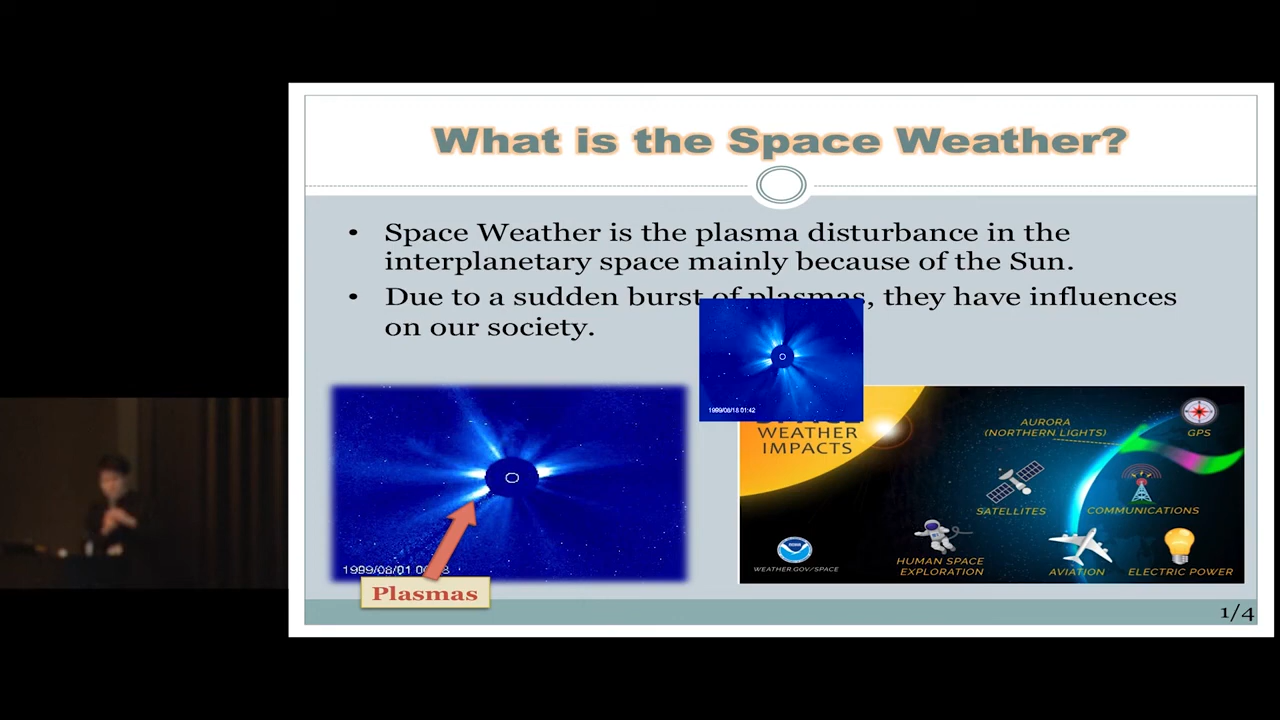 What is the Space Weather?
• Space Weather is the plasma disturbance in the
interplanetary space mainly because of the Sun.
• Due to a sudden burst of plasmas, they have influences
on our society.
1999/08/18 01:42
WEATHER
IMPACTS
AURORA
(NORTHERN LIGHTS)
GPS
SATELLITES
COMMUNICATIONS
HUMAN SPACE
EXPLORATION
AVIATION
ELECTRIC POWER
WEATHER.GOV/SPACE
1999/08/01
Plasmas
1/4